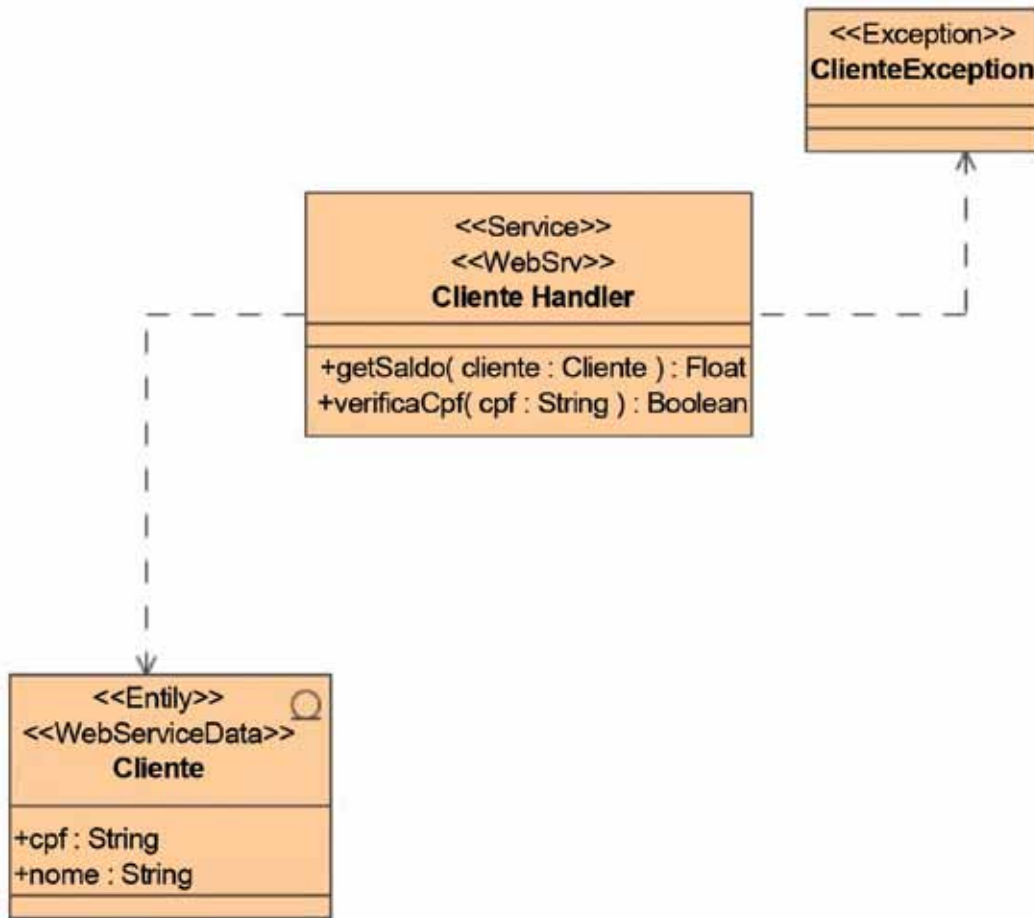 <<Exception>>
ClienteException
<<Service>>
<<WebSrv>>
Cliente Handler
+getSaldo( cliente : Cliente ) : Float
+verificaCpf( cpf : String ) : Boolean
<<Entily>>
<<WebServiceData>>
Cliente
+cpf : String
+nome : String